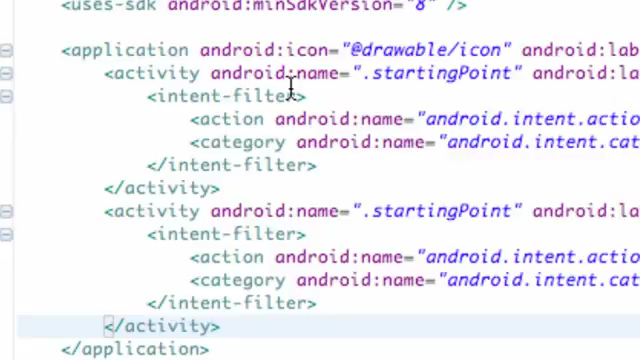 <uses-sdk android:minSdkVersion="8" />
<application android:icon="@drawable/icon" android:lab
<activity android:name=".startingPoint" android:la
<intent-filter>
<action android:name="android.intent.actio
<category android:name="android.intent.cat
</intent-filter>
</activity>
<activity android:name=".startingPoint" android:la
<intent-filter>
<action android:name="android.intent.actio
<category android:name="android.intent.cat
</intent-filter>
</activity>
</application>